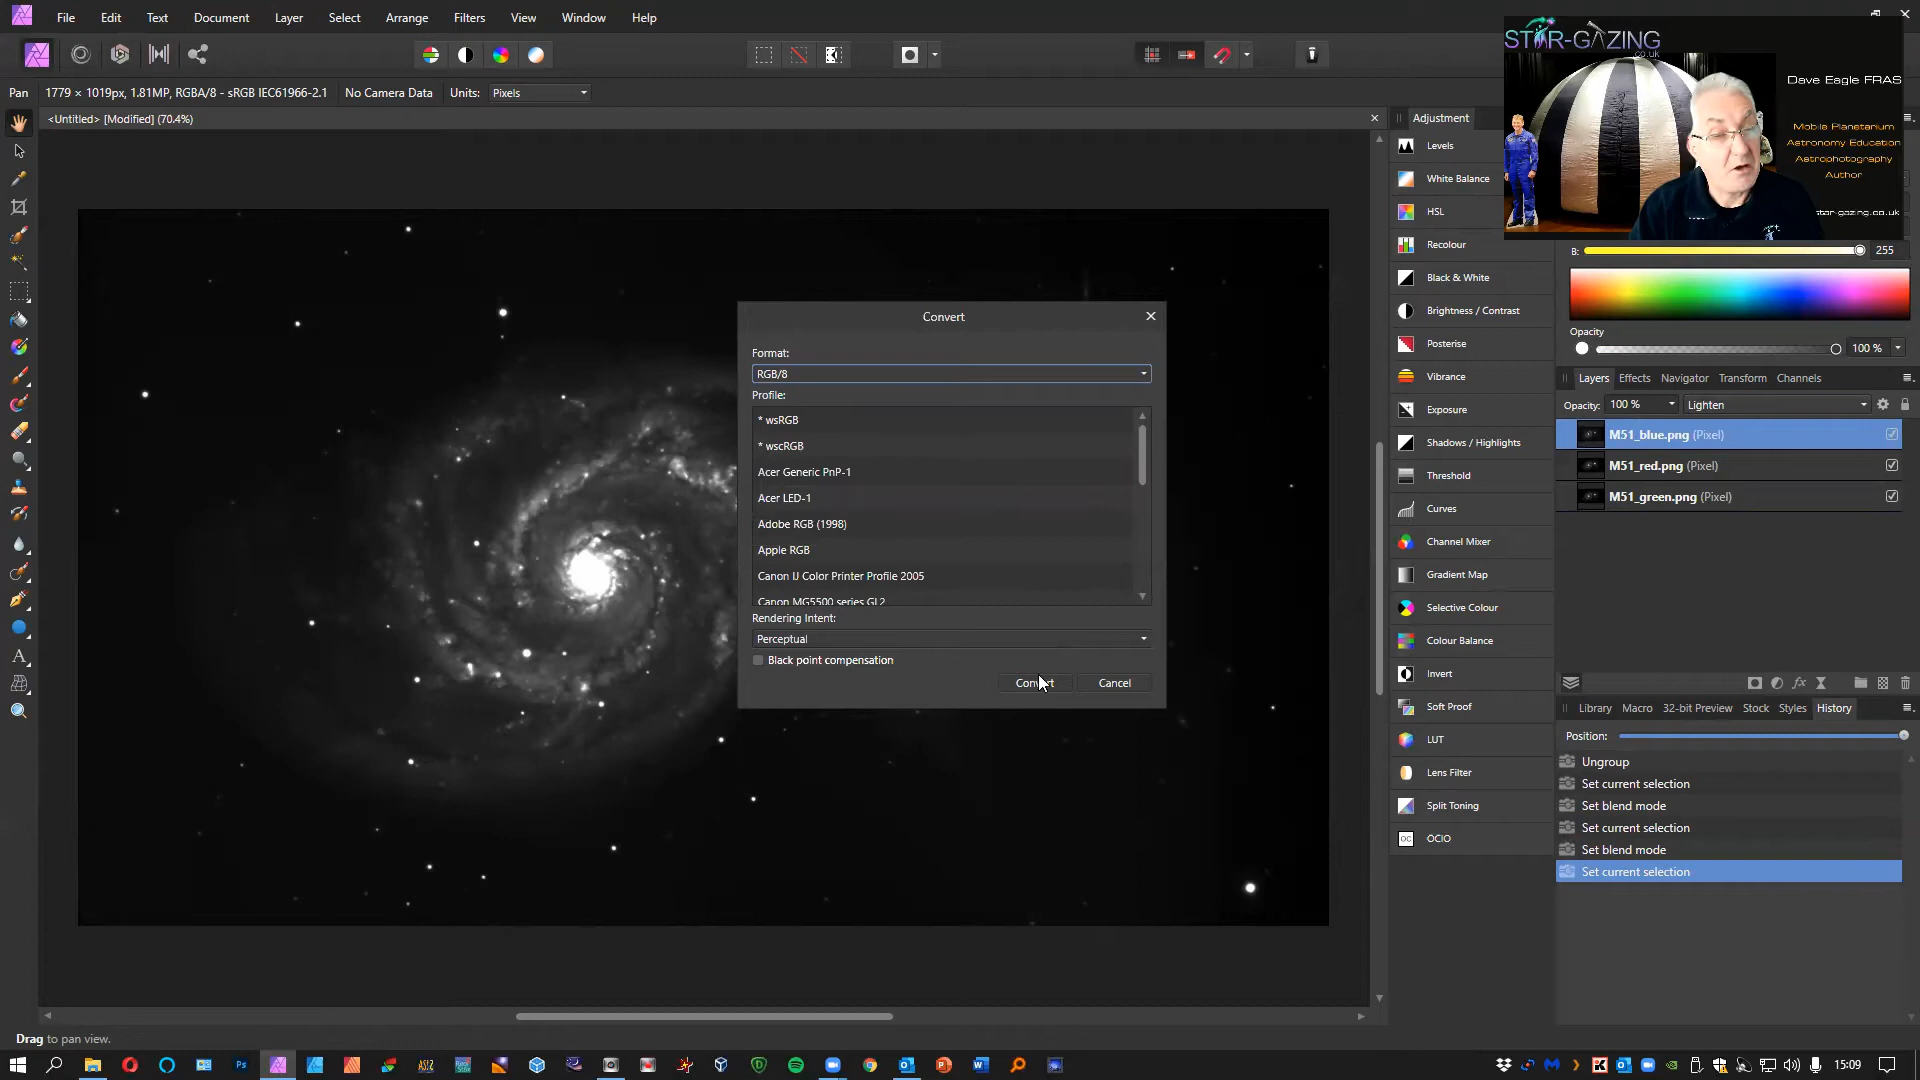 File Edit Text Document Layer Select Arrange Filters View Window Help
STAR-GAZING
.co.uk
Dave Eagle FRAS
Mobile Planetarium
Astronomy Education
Astrophotography
Author
star-gazing.co.uk
Pan 1779 × 1019px, 1.81MP, RGBA/8 - sRGB IEC61966-2.1 No Camera Data Units: Pixels
<Untitled> [Modified] (70.4%)
Adjustment
Levels
White Balance
HSL
Recolour
Black & White
Brightness / Contrast
Posterise
Vibrance
Exposure
Shadows / Highlights
Threshold
Curves
Channel Mixer
Gradient Map
Selective Colour
Colour Balance
Invert
Soft Proof
LUT
Lens Filter
Split Toning
OC OCIO
Convert
Format:
RGB/8
Profile:
* wsRGB
* wscRGB
Acer Generic PnP-1
Acer LED-1
Adobe RGB (1998)
Apple RGB
Canon IJ Color Printer Profile 2005
Canon MG5500 series GL2
Rendering Intent:
Perceptual
Black point compensation
Convert Cancel
B: 255
Opacity
100 %
Layers Effects Navigator Transform Channels
Opacity: 100 % Lighten
M51_blue.png (Pixel)
M51_red.png (Pixel)
M51_green.png (Pixel)
Library Macro 32-bit Preview Stock Styles History
Position:
Ungroup
Set current selection
Set blend mode
Set current selection
Set blend mode
Set current selection
Drag to pan view.
15:09